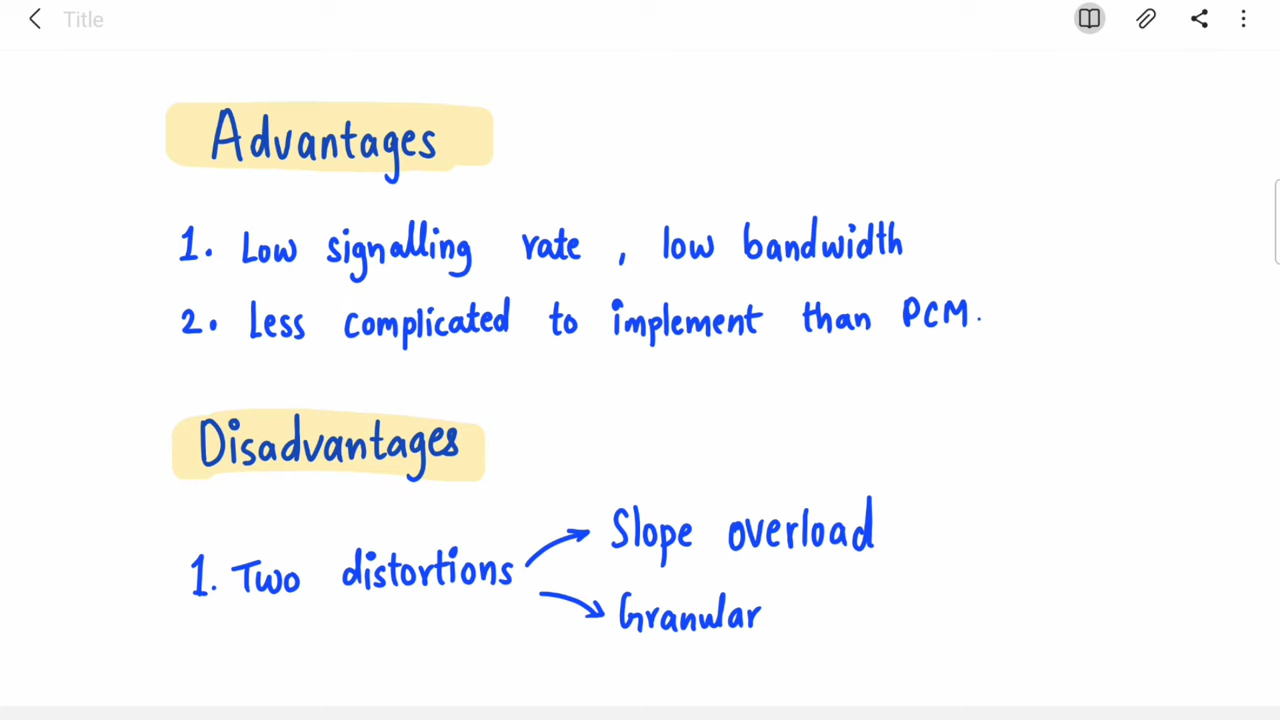 Title
Advantages
1. Low signalling rate , low bandwidth
2. Less complicated to implement than PCM.
Disadvantages
1. Two distortions
Slope overload
Granular